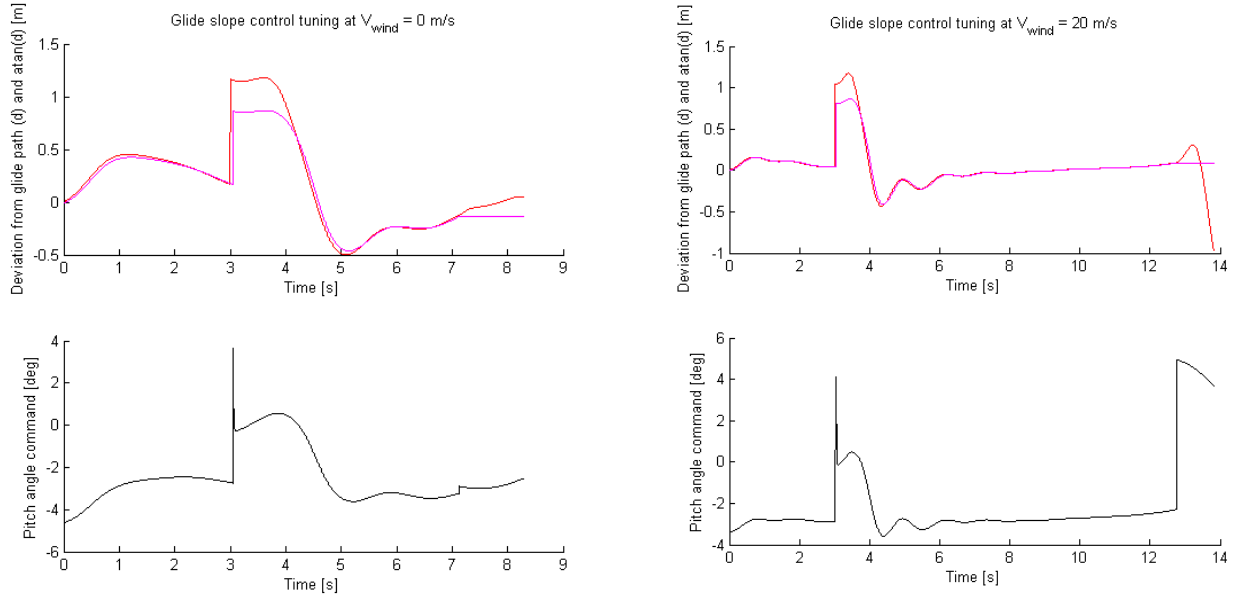 Glide slope control tuning at V_wind = 0 m/s
Deviation from glide path (d) and atan(d) [m]
1.5
1
0.5
0
-0.5
0 1 2 3 4 5 6 7 8 9
Time [s]
Glide slope control tuning at V_wind = 20 m/s
Deviation from glide path (d) and atan(d) [m]
1.5
1
0.5
0
-0.5
-1
0 2 4 6 8 10 12 14
Time [s]
Pitch angle command [deg]
4
2
0
-2
-4
-6
0 1 2 3 4 5 6 7 8 9
Time [s]
Pitch angle command [deg]
6
4
2
0
-2
-4
0 2 4 6 8 10 12 14
Time [s]